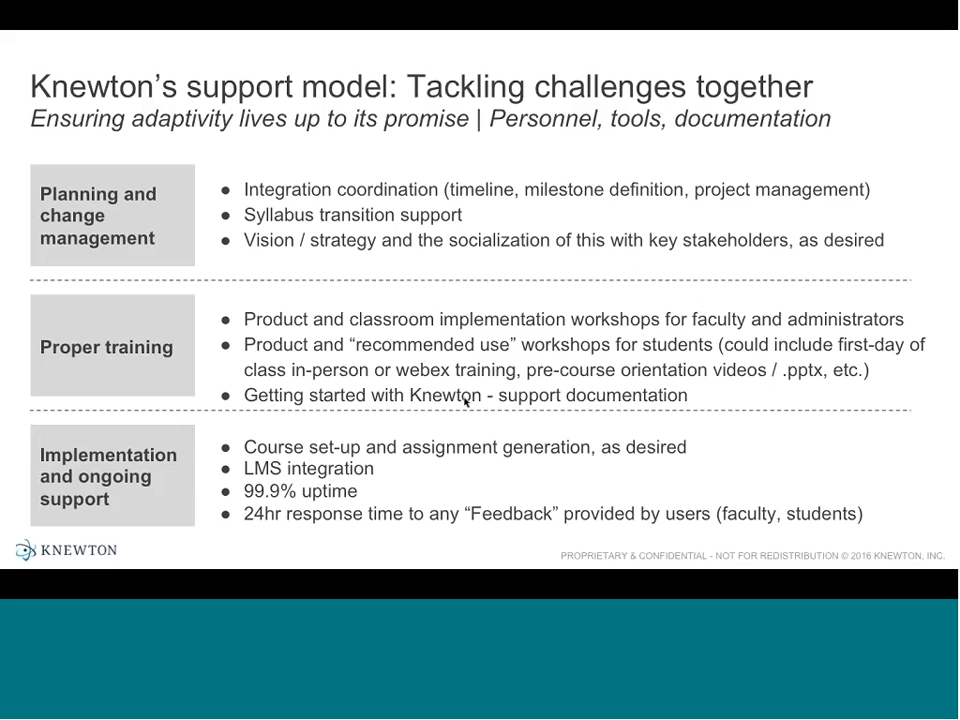 Knewton’s support model: Tackling challenges together
Ensuring adaptivity lives up to its promise | Personnel, tools, documentation
Planning and
change
management
● Integration coordination (timeline, milestone definition, project management)
● Syllabus transition support
● Vision / strategy and the socialization of this with key stakeholders, as desired
Proper training
● Product and classroom implementation workshops for faculty and administrators
● Product and “recommended use” workshops for students (could include first-day of
class in-person or webex training, pre-course orientation videos / .pptx, etc.)
● Getting started with Knewton - support documentation
Implementation
and ongoing
support
● Course set-up and assignment generation, as desired
● LMS integration
● 99.9% uptime
● 24hr response time to any “Feedback” provided by users (faculty, students)
KNEWTON
PROPRIETARY & CONFIDENTIAL - NOT FOR REDISTRIBUTION © 2016 KNEWTON, INC.